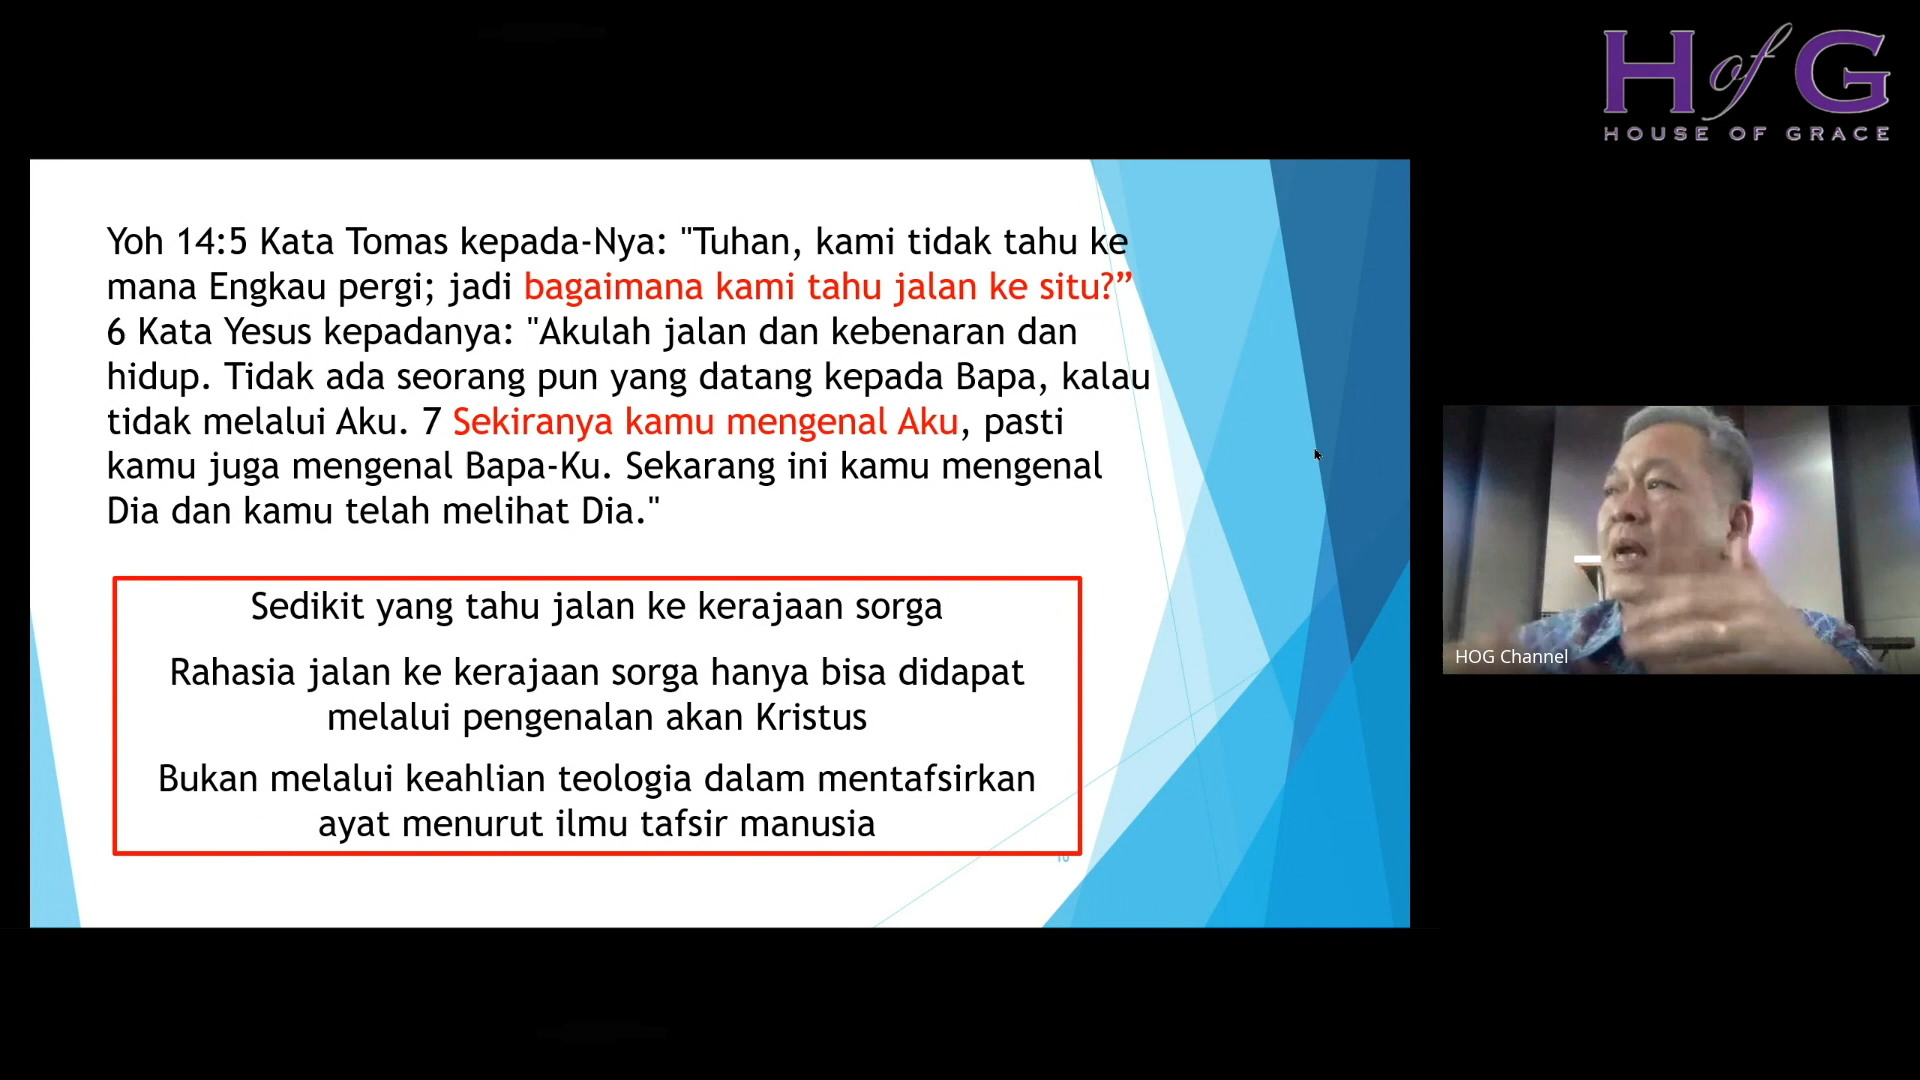 H of G
HOUSE OF GRACE
Yoh 14:5 Kata Tomas kepada-Nya: "Tuhan, kami tidak tahu ke
mana Engkau pergi; jadi bagaimana kami tahu jalan ke situ?”
6 Kata Yesus kepadanya: "Akulah jalan dan kebenaran dan
hidup. Tidak ada seorang pun yang datang kepada Bapa, kalau
tidak melalui Aku. 7 Sekiranya kamu mengenal Aku, pasti
kamu juga mengenal Bapa-Ku. Sekarang ini kamu mengenal
Dia dan kamu telah melihat Dia."
Sedikit yang tahu jalan ke kerajaan sorga
Rahasia jalan ke kerajaan sorga hanya bisa didapat
melalui pengenalan akan Kristus
Bukan melalui keahlian teologia dalam mentafsirkan
ayat menurut ilmu tafsir manusia
HOG Channel